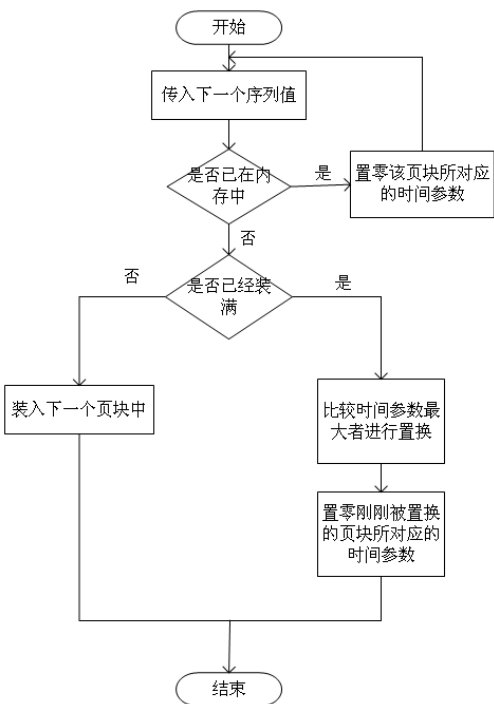 开始
传入下一个序列值
是否已在内
存中
是
置零该页块所对应
的时间参数
否
是否已经装
满
否
是
装入下一个页块中
比较时间参数最
大者进行置换
置零刚刚被置换
的页块所对应的
时间参数
结束